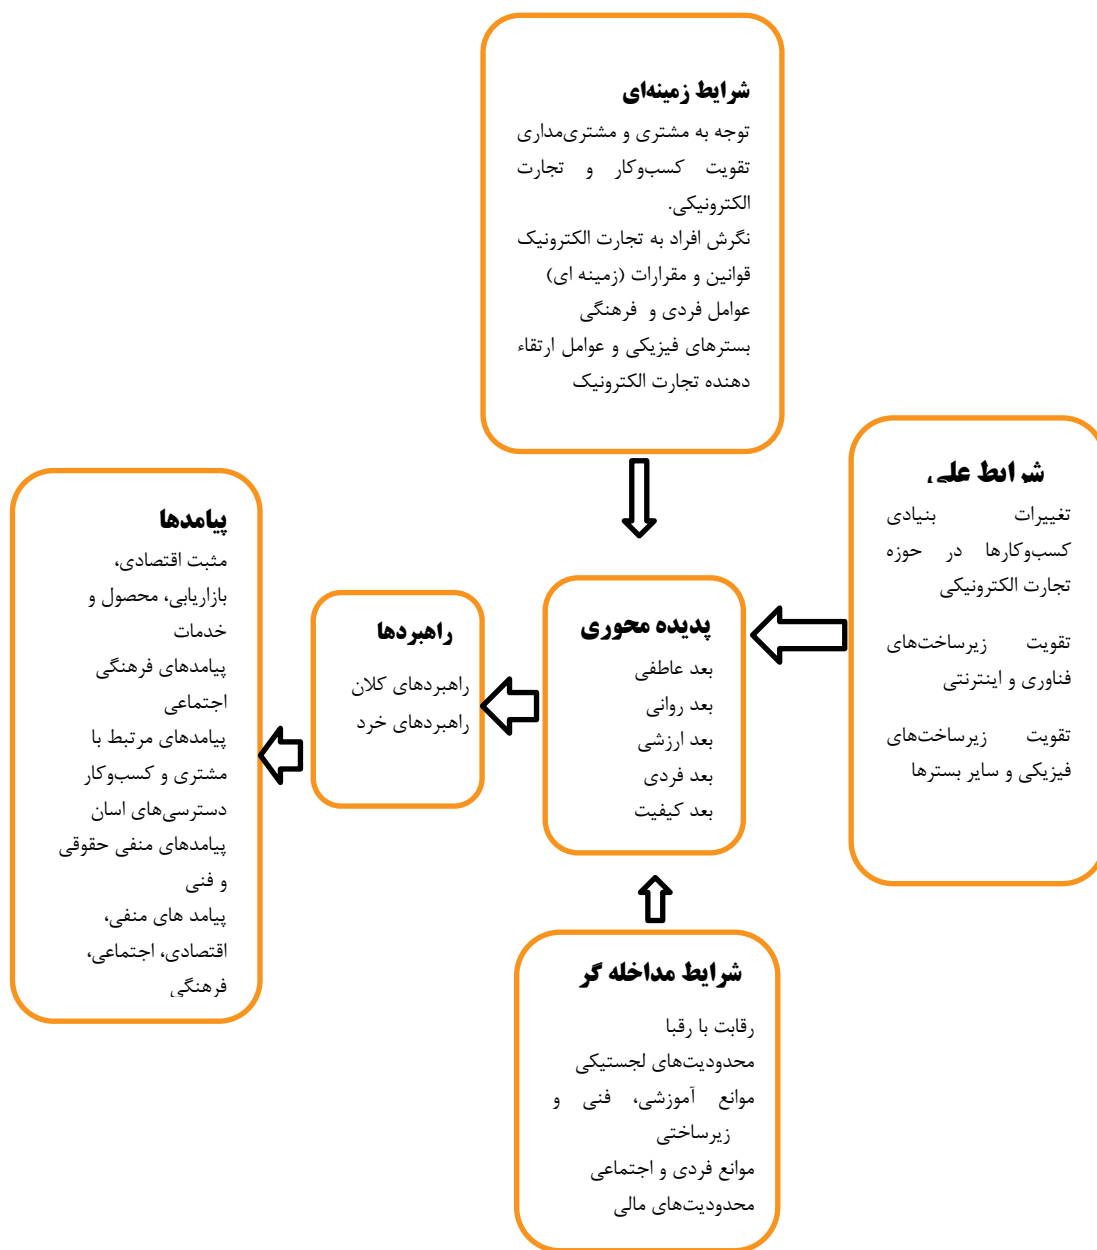 شرایط زمینه‌ای
توجه به مشتری و مشتری‌مداری
تقویت کسب‌وکار و تجارت
الکترونیکی.
نگرش افراد به تجارت الکترونیک
قوانین و مقرارات (زمینه ای)
عوامل فردی و فرهنگی
بسترهای فیزیکی و عوامل ارتقاء
دهنده تجارت الکترونیک
شرایط علی
تغییرات بنیادی
کسب‌وکارها در حوزه
تجارت الکترونیکی
تقویت زیرساخت‌های
فناوری و اینترنتی
تقویت زیرساخت‌های
فیزیکی و سایر بسترها
پدیده محوری
بعد عاطفی
بعد روانی
بعد ارزشی
بعد فردی
بعد کیفیت
راهبردها
راهبردهای کلان
راهبردهای خرد
پیامدها
مثبت اقتصادی،
بازاریابی، محصول و
خدمات
پیامدهای فرهنگی
اجتماعی
پیامدهای مرتبط با
مشتری و کسب‌وکار
دسترسی‌های اسان
پیامدهای منفی حقوقی
و فنی
پیامد های منفی،
اقتصادی، اجتماعی،
فرهنگی
شرایط مداخله گر
رقابت با رقبا
محدودیت‌های لجستیکی
موانع آموزشی، فنی و
زیرساختی
موانع فردی و اجتماعی
محدودیت‌های مالی